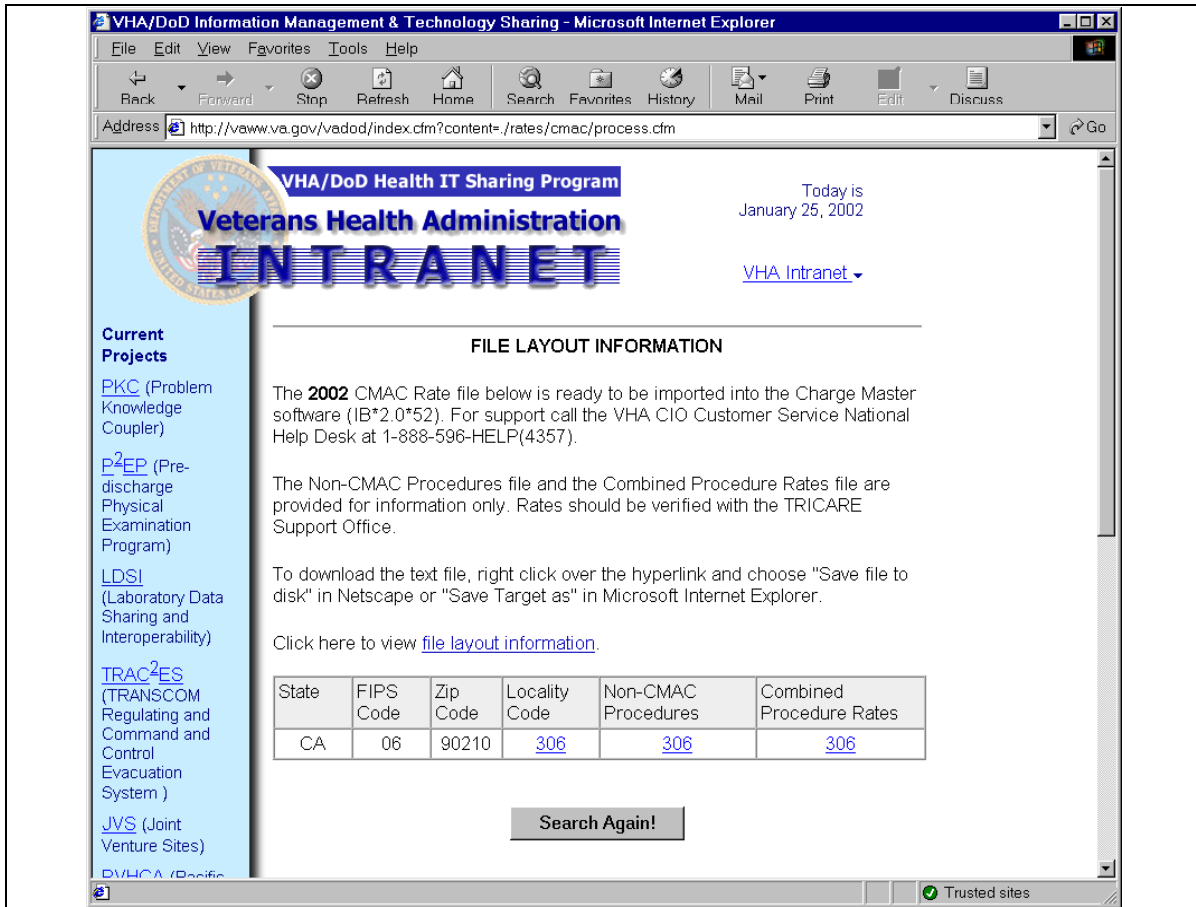 VHA/DoD Information Management & Technology Sharing - Microsoft Internet Explorer
File Edit View Favorites Tools Help
Back Forward Stop Refresh Home Search Favorites History Mail Print Edit Discuss
Address http://vaww.va.gov/vadod/index.cfm?content=./rates/cmac/process.cfm Go
VHA/DoD Health IT Sharing Program
Veterans Health Administration
INTRANET
Today is
January 25, 2002
VHA Intranet
Current
Projects
PKC (Problem
Knowledge
Coupler)
P2EP (Pre-
discharge
Physical
Examination
Program)
LDSI
(Laboratory Data
Sharing and
Interoperability)
TRAC2ES
(TRANSCOM
Regulating and
Command and
Control
Evacuation
System )
JVS (Joint
Venture Sites)
FILE LAYOUT INFORMATION
The 2002 CMAC Rate file below is ready to be imported into the Charge Master
software (IB*2.0*52). For support call the VHA CIO Customer Service National
Help Desk at 1-888-596-HELP(4357).
The Non-CMAC Procedures file and the Combined Procedure Rates file are
provided for information only. Rates should be verified with the TRICARE
Support Office.
To download the text file, right click over the hyperlink and choose "Save file to
disk" in Netscape or "Save Target as" in Microsoft Internet Explorer.
Click here to view file layout information.
State FIPS Code Zip Code Locality Code Non-CMAC Procedures Combined Procedure Rates
CA 06 90210 306 306 306
Search Again!
Trusted sites